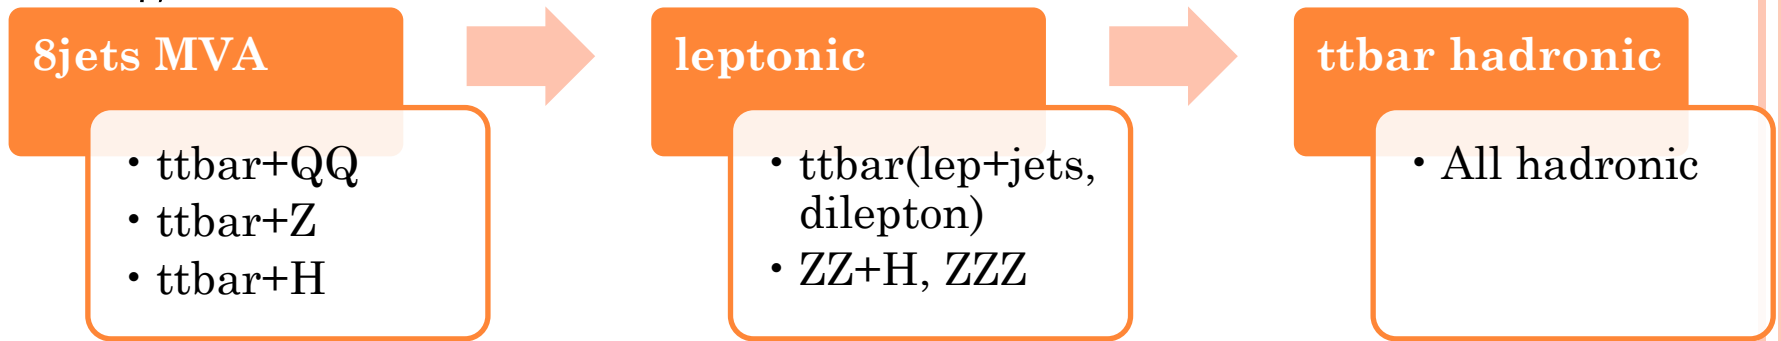 8jets MVA
• ttbar+QQ
• ttbar+Z
• ttbar+H
leptonic
• ttbar(lep+jets,
dilepton)
• ZZ+H, ZZZ
ttbar hadronic
• All hadronic